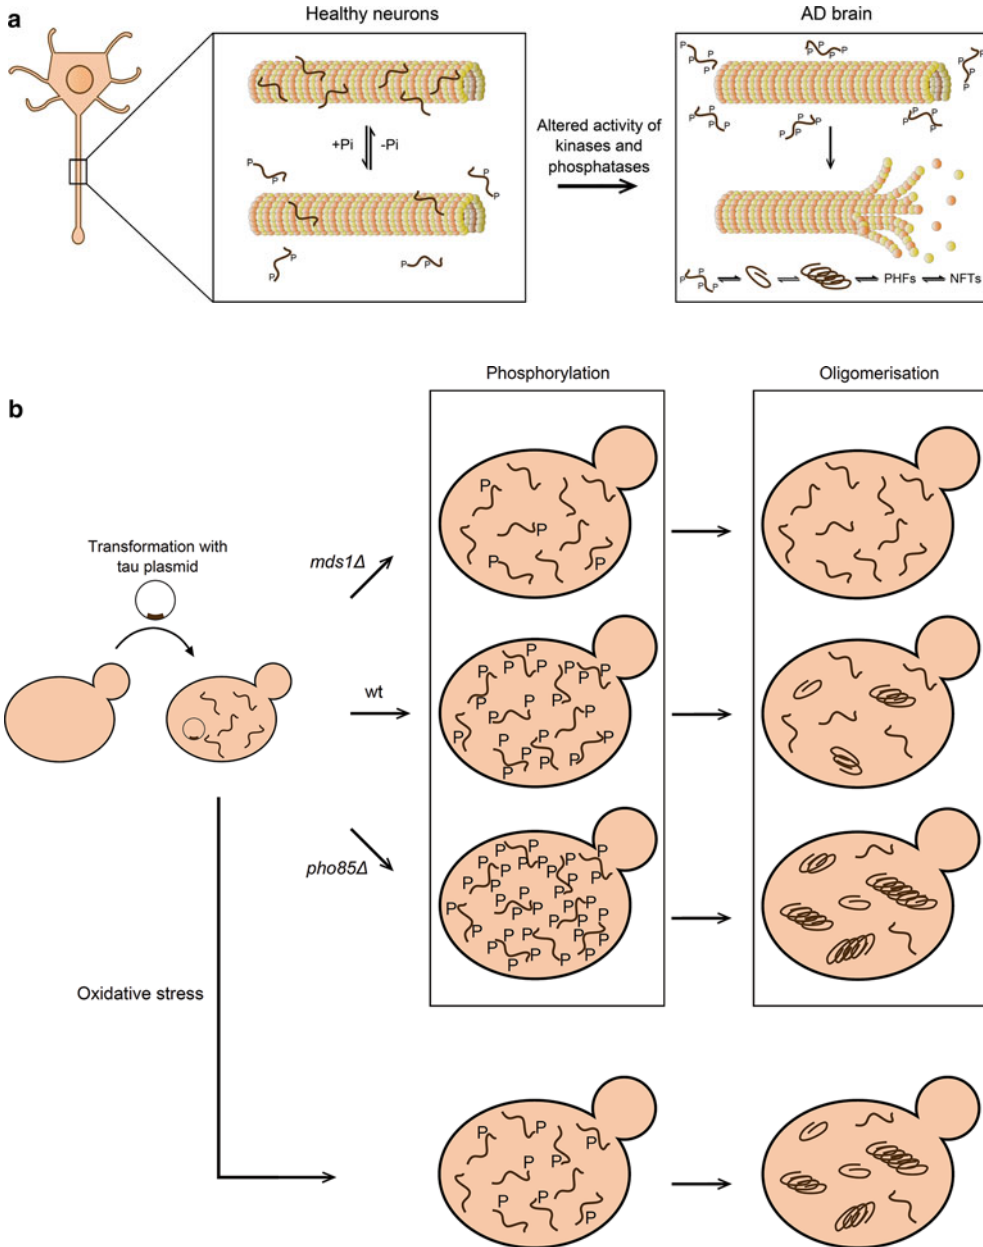 a
Healthy neurons
AD brain
+Pi
-Pi
Altered activity of
kinases and
phosphatases
PHFs
NFTs
b
Phosphorylation
Oligomerisation
Transformation with
tau plasmid
mds1Δ
wt
pho85Δ
Oxidative stress